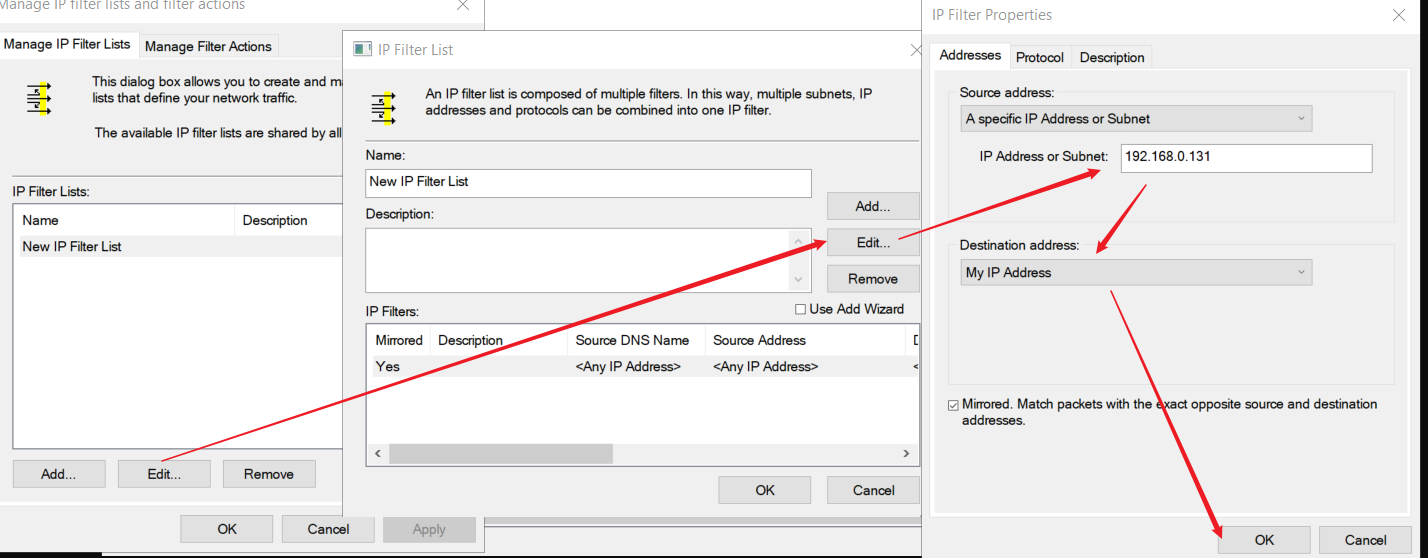 Manage IP filter lists and filter actions
Manage IP Filter Lists
Manage Filter Actions
This dialog box allows you to create and ma
lists that define your network traffic.
The available IP filter lists are shared by all
IP Filter Lists:
Name
Description
New IP Filter List
Add...
Edit...
Remove
OK
Cancel
Apply
IP Filter List
An IP filter list is composed of multiple filters. In this way, multiple subnets, IP
addresses and protocols can be combined into one IP filter.
Name:
New IP Filter List
Add...
Description:
Edit...
Remove
IP Filters:
Use Add Wizard
Mirrored Description Source DNS Name Source Address
Yes <Any IP Address> <Any IP Address> <
OK
Cancel
IP Filter Properties
Addresses
Protocol
Description
Source address:
A specific IP Address or Subnet
IP Address or Subnet: 192.168.0.131
Destination address:
My IP Address
Mirrored. Match packets with the exact opposite source and destination
addresses.
OK
Cancel